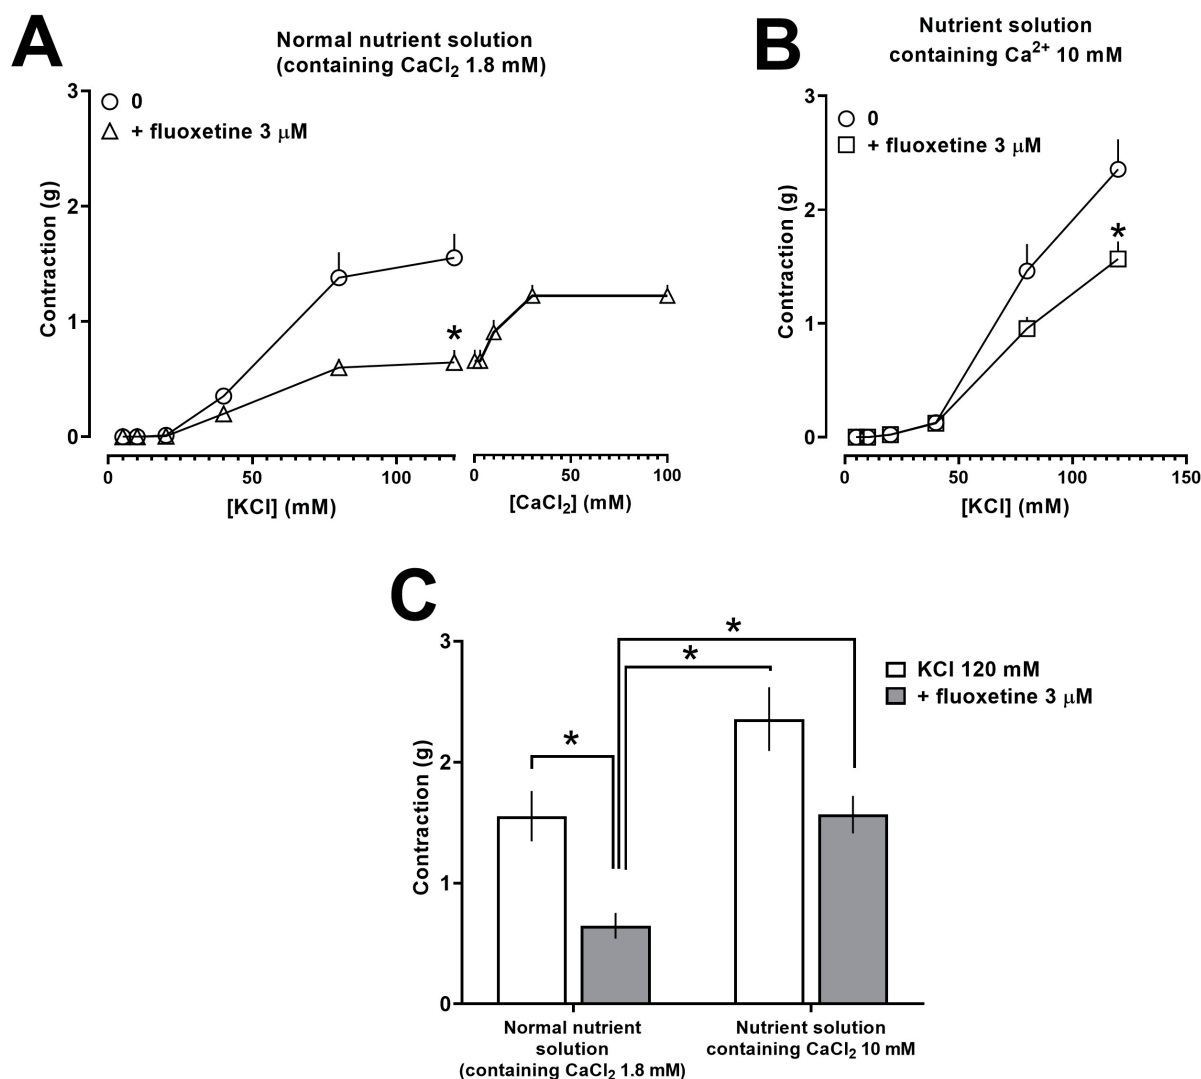 A
Normal nutrient solution
(containing CaCl₂ 1.8 mM)
3
2
1
0
Contraction (g)
0
+ fluoxetine 3 μM
*
0
50
100
[KCl] (mM)
0
50
100
[CaCl₂] (mM)
B
Nutrient solution
containing Ca²⁺ 10 mM
3
2
1
0
Contraction (g)
0
+ fluoxetine 3 μM
*
0
50
100
150
[KCl] (mM)
C
3
2
1
0
Contraction (g)
*
*
*
KCl 120 mM
+ fluoxetine 3 μM
Normal nutrient
solution
(containing CaCl₂ 1.8 mM)
Nutrient solution
containing CaCl₂ 10 mM